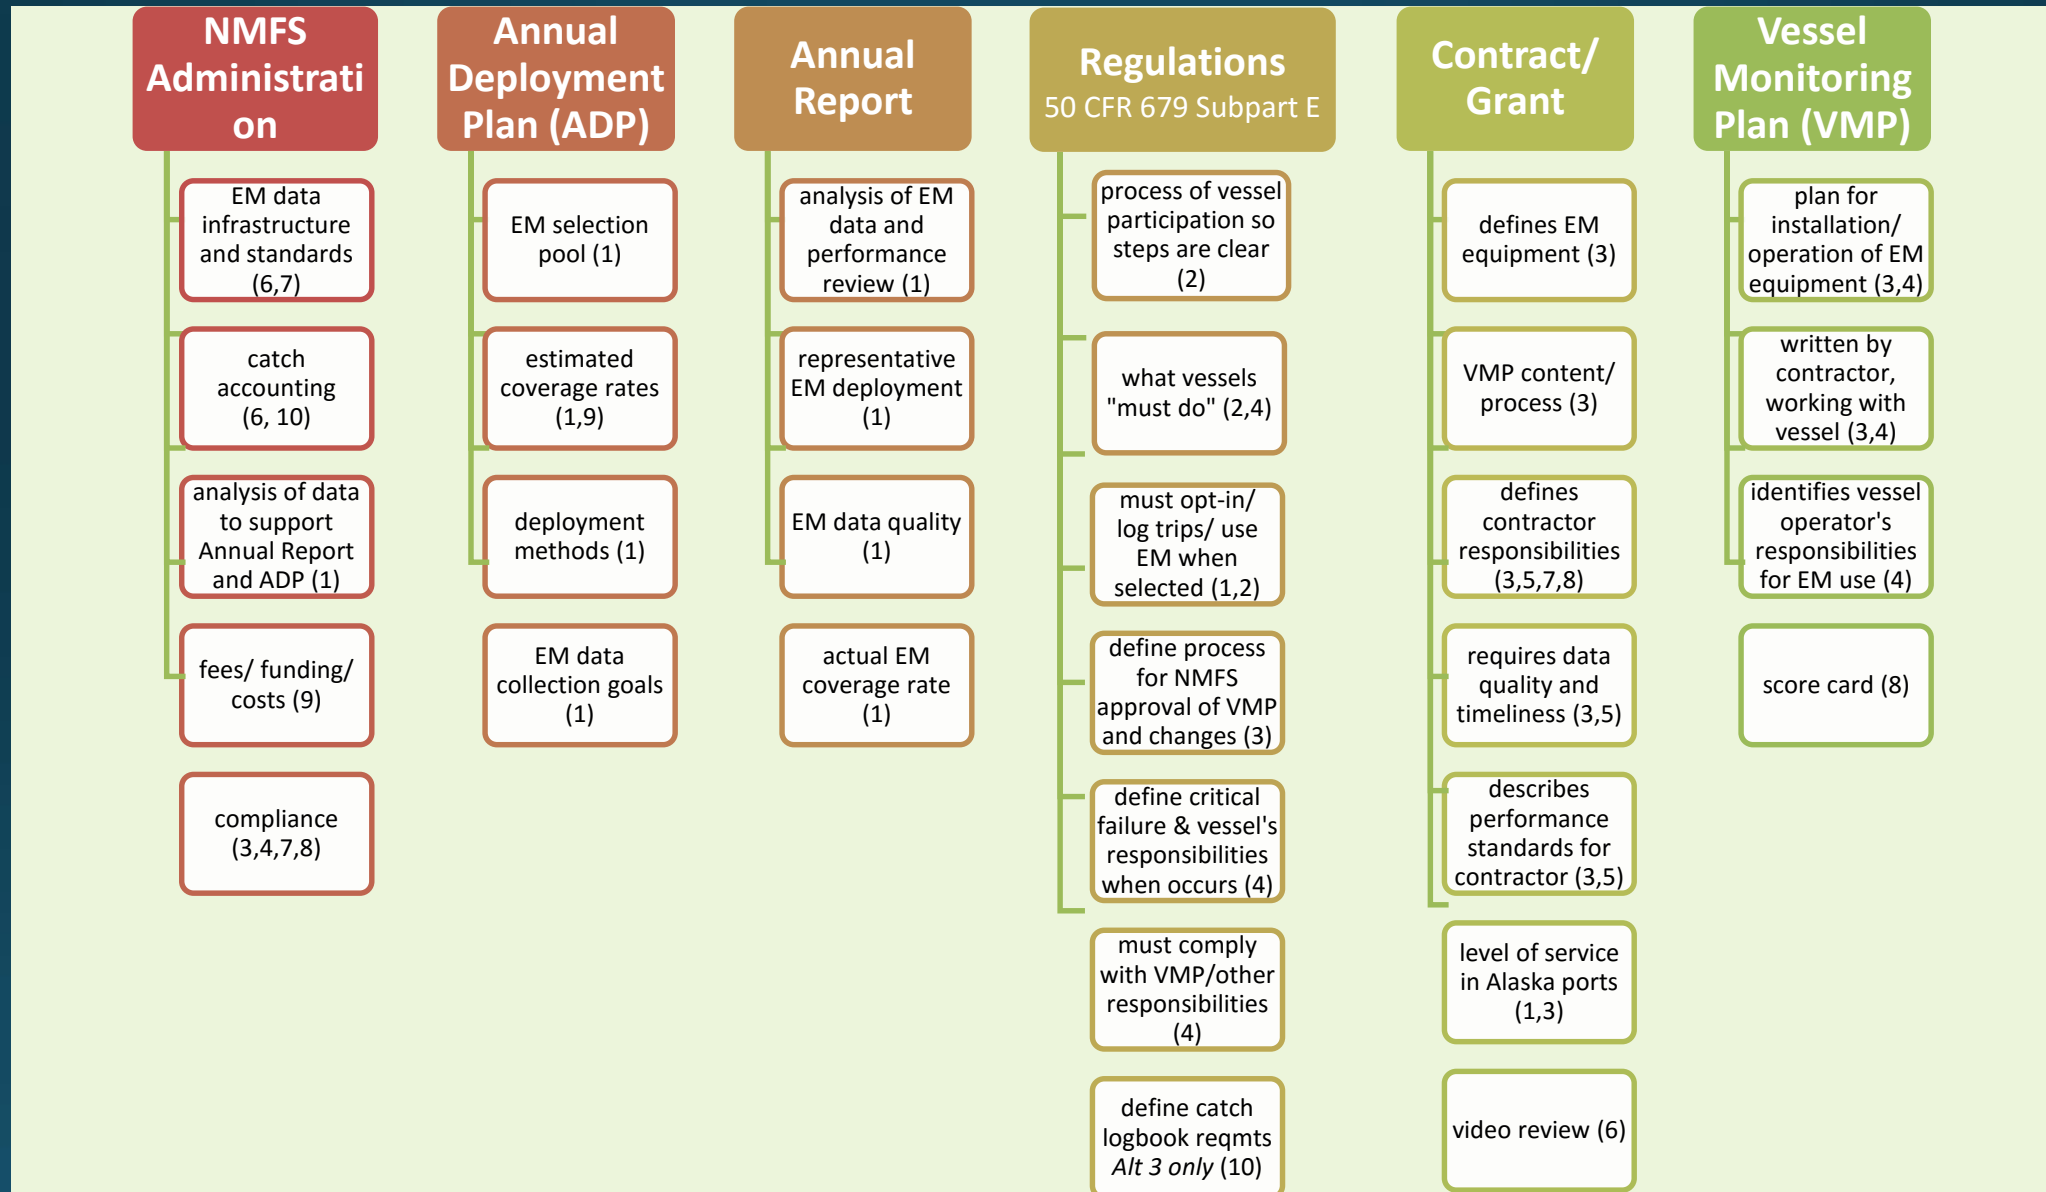 NMFS
Administrati
on
EM data
infrastructure
and standards
(6,7)
catch
accounting
(6, 10)
analysis of data
to support
Annual Report
and ADP (1)
fees/ funding/
costs (9)
compliance
(3,4,7,8)
Annual
Deployment
Plan (ADP)
EM selection
pool (1)
estimated
coverage rates
(1,9)
deployment
methods (1)
EM data
collection goals
(1)
Annual
Report
analysis of EM
data and
performance
review (1)
representative
EM deployment
(1)
EM data quality
(1)
actual EM
coverage rate
(1)
Regulations
50 CFR 679 Subpart E
process of vessel
participation so
steps are clear
(2)
what vessels
"must do" (2,4)
must opt-in/
log trips/ use
EM when
selected (1,2)
define process
for NMFS
approval of VMP
and changes (3)
define critical
failure & vessel's
responsibilities
when occurs (4)
must comply
with VMP/other
responsibilities
(4)
define catch
logbook reqmts
Alt 3 only (10)
Contract/
Grant
defines EM
equipment (3)
VMP content/
process (3)
defines
contractor
responsibilities
(3,5,7,8)
requires data
quality and
timeliness (3,5)
describes
performance
standards for
contractor (3,5)
level of service
in Alaska ports
(1,3)
video review (6)
Vessel
Monitoring
Plan (VMP)
plan for
installation/
operation of EM
equipment (3,4)
written by
contractor,
working with
vessel (3,4)
identifies vessel
operator's
responsibilities
for EM use (4)
score card (8)